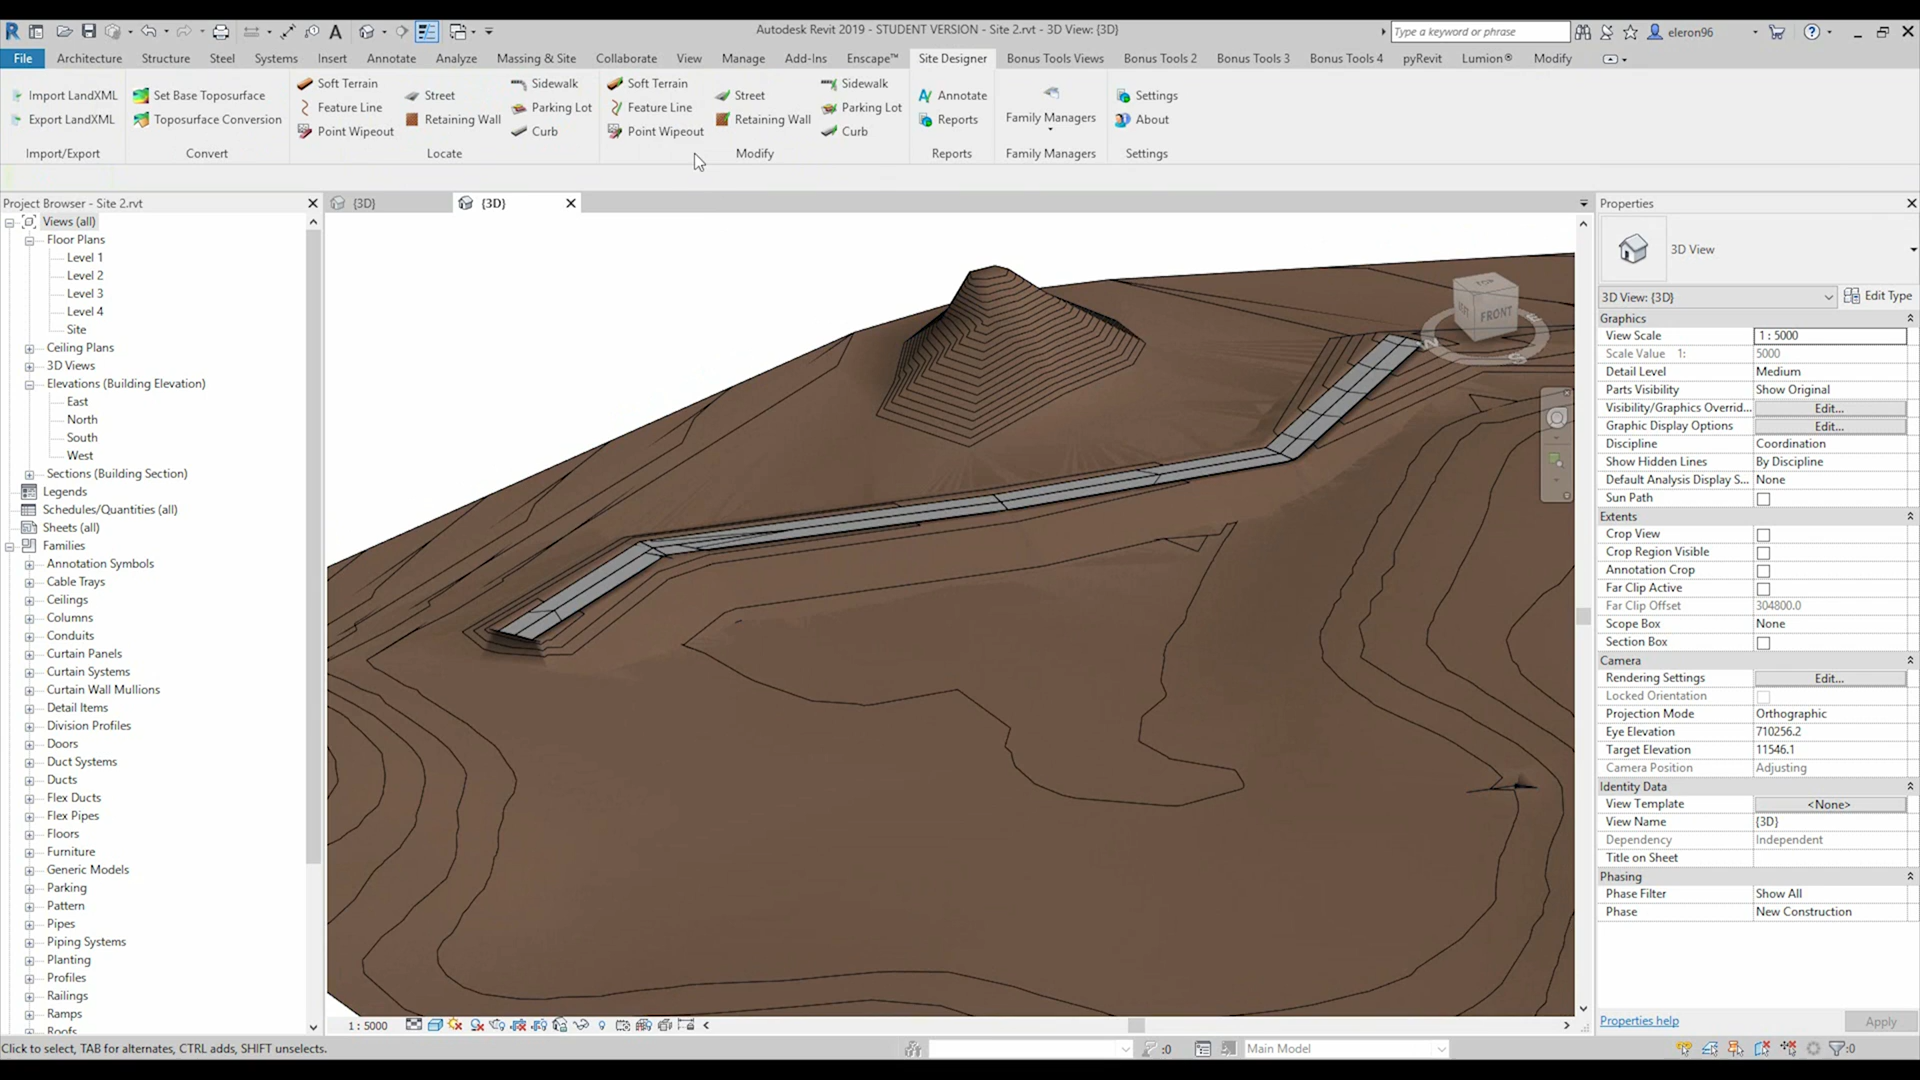 Autodesk Revit 2019 - STUDENT VERSION - Site 2.rvt - 3D View: {3D}
Type a keyword or phrase
eleron96
File Architecture Structure Steel Systems Insert Annotate Analyze Massing & Site Collaborate View Manage Add-Ins Enscape™ Site Designer Bonus Tools Views Bonus Tools 2 Bonus Tools 3 Bonus Tools 4 pyRevit Lumion® Modify
Import LandXML
Export LandXML
Import/Export
Set Base Toposurface
Toposurface Conversion
Convert
Soft Terrain
Feature Line
Point Wipeout
Street
Retaining Wall
Sidewalk
Parking Lot
Curb
Locate
Soft Terrain
Feature Line
Point Wipeout
Street
Retaining Wall
Sidewalk
Parking Lot
Curb
Modify
Annotate
Reports
Reports
Family Managers
Family Managers
Settings
About
Settings
Project Browser - Site 2.rvt
Views (all)
Floor Plans
Level 1
Level 2
Level 3
Level 4
Site
Ceiling Plans
3D Views
Elevations (Building Elevation)
East
North
South
West
Sections (Building Section)
Legends
Schedules/Quantities (all)
Sheets (all)
Families
Annotation Symbols
Cable Trays
Ceilings
Columns
Conduits
Curtain Panels
Curtain Systems
Curtain Wall Mullions
Detail Items
Division Profiles
Doors
Duct Systems
Ducts
Flex Ducts
Flex Pipes
Floors
Furniture
Generic Models
Parking
Pattern
Pipes
Piping Systems
Planting
Profiles
Railings
Ramps
Roofs
{3D}
{3D}
TOP
LEFT
FRONT
W
S
1 : 5000
Properties
3D View
3D View: {3D}
Edit Type
Graphics
View Scale 1 : 5000
Scale Value 1: 5000
Detail Level Medium
Parts Visibility Show Original
Visibility/Graphics Overrid... Edit...
Graphic Display Options Edit...
Discipline Coordination
Show Hidden Lines By Discipline
Default Analysis Display S... None
Sun Path
Extents
Crop View
Crop Region Visible
Annotation Crop
Far Clip Active
Far Clip Offset 304800.0
Scope Box None
Section Box
Camera
Rendering Settings Edit...
Locked Orientation
Projection Mode Orthographic
Eye Elevation 710256.2
Target Elevation 11546.1
Camera Position Adjusting
Identity Data
View Template <None>
View Name {3D}
Dependency Independent
Title on Sheet
Phasing
Phase Filter Show All
Phase New Construction
Properties help
Apply
Click to select, TAB for alternates, CTRL adds, SHIFT unselects.
:0
Main Model
:0